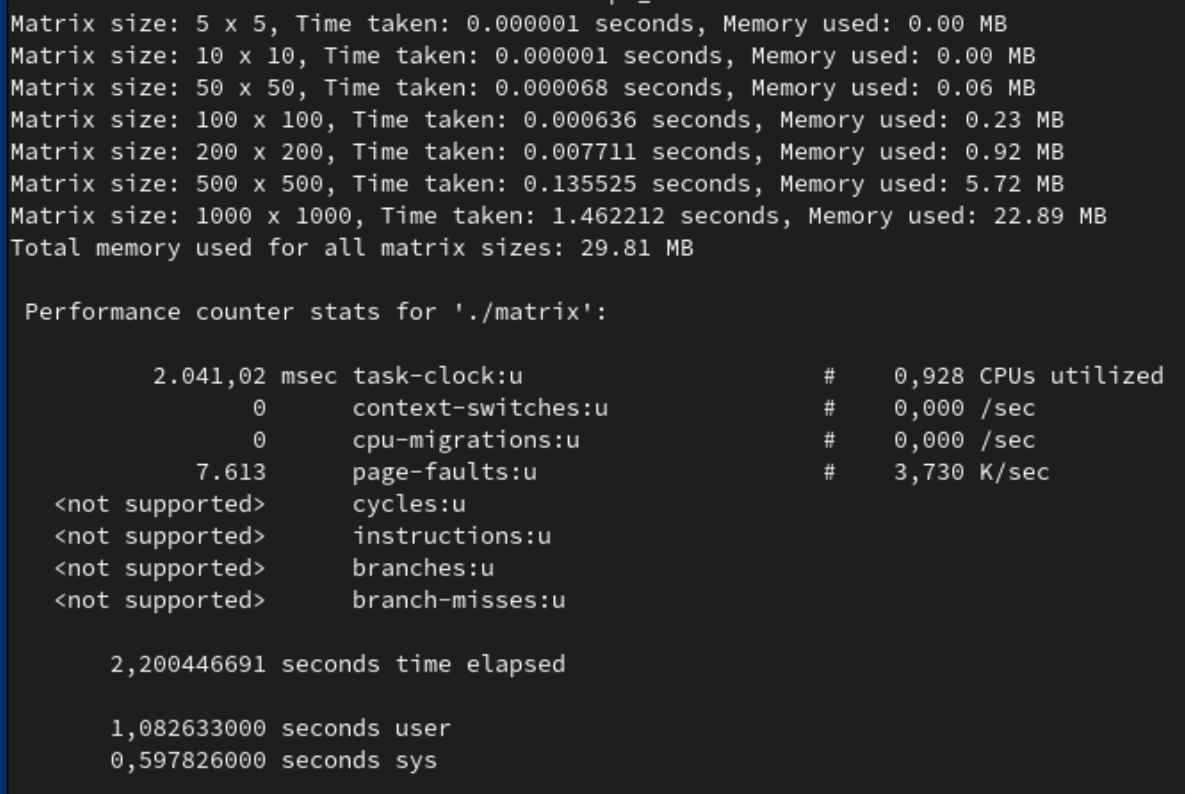 Matrix size: 5 x 5, Time taken: 0.000001 seconds, Memory used: 0.00 MB
Matrix size: 10 x 10, Time taken: 0.000001 seconds, Memory used: 0.00 MB
Matrix size: 50 x 50, Time taken: 0.000068 seconds, Memory used: 0.06 MB
Matrix size: 100 x 100, Time taken: 0.000636 seconds, Memory used: 0.23 MB
Matrix size: 200 x 200, Time taken: 0.007711 seconds, Memory used: 0.92 MB
Matrix size: 500 x 500, Time taken: 0.135525 seconds, Memory used: 5.72 MB
Matrix size: 1000 x 1000, Time taken: 1.462212 seconds, Memory used: 22.89 MB
Total memory used for all matrix sizes: 29.81 MB
Performance counter stats for './matrix':
2.041,02 msec task-clock:u # 0,928 CPUs utilized
0 context-switches:u # 0,000 /sec
0 cpu-migrations:u # 0,000 /sec
7.613 page-faults:u # 3,730 K/sec
<not supported> cycles:u
<not supported> instructions:u
<not supported> branches:u
<not supported> branch-misses:u
2,200446691 seconds time elapsed
1,082633000 seconds user
0,597826000 seconds sys